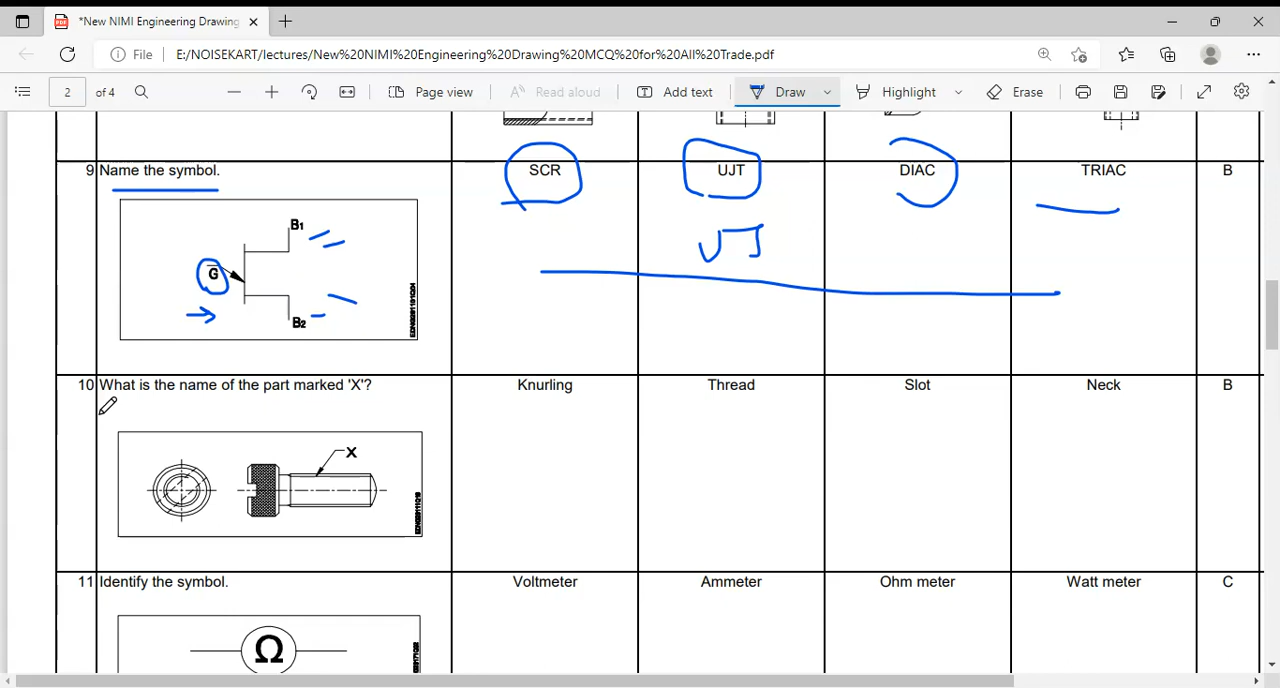 *New NIMI Engineering Drawing
File
E:/NOISEKART/lectures/New%20NIMI%20Engineering%20Drawing%20MCQ%20for%20All%20Trade.pdf
2 of 4
Page view
Read aloud
Add text
Draw
Highlight
Erase
9 Name the symbol. SCR UJT DIAC TRIAC B
B1
UJ
G
B2
10 What is the name of the part marked 'X'? Knurling Thread Slot Neck B
X
11 Identify the symbol. Voltmeter Ammeter Ohm meter Watt meter C
Ω